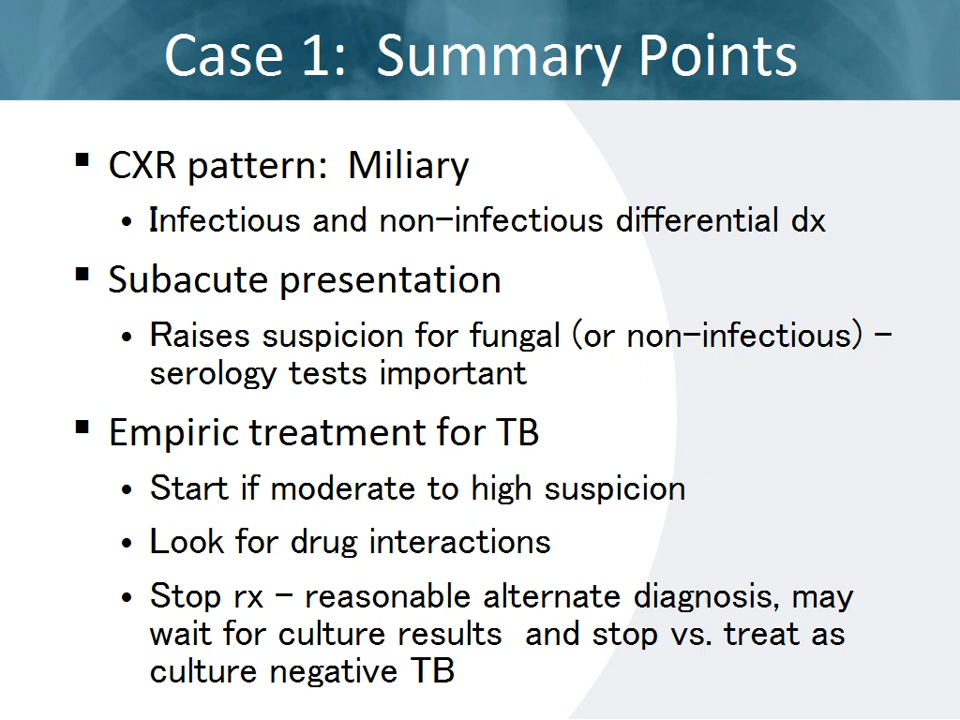 Case 1:  Summary Points
▪ CXR pattern:  Miliary
• Infectious and non-infectious differential dx
▪ Subacute presentation
• Raises suspicion for fungal (or non-infectious) –
serology tests important
▪ Empiric treatment for TB
• Start if moderate to high suspicion
• Look for drug interactions
• Stop rx – reasonable alternate diagnosis, may
wait for culture results  and stop vs. treat as
culture negative TB